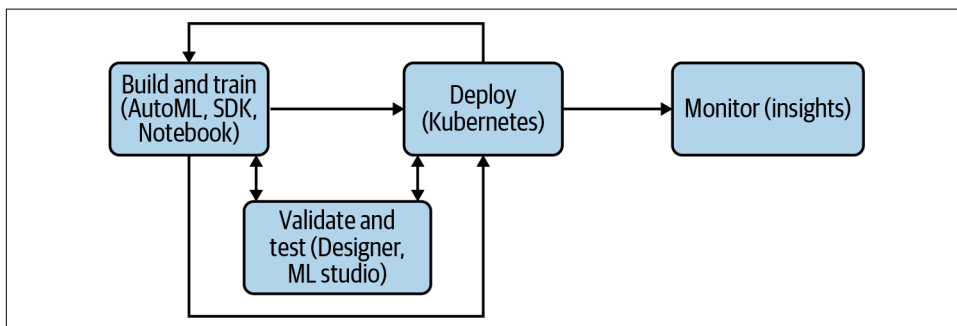 Build and train
(AutoML, SDK,
Notebook)
Deploy
(Kubernetes)
Monitor (insights)
Validate and
test (Designer,
ML studio)